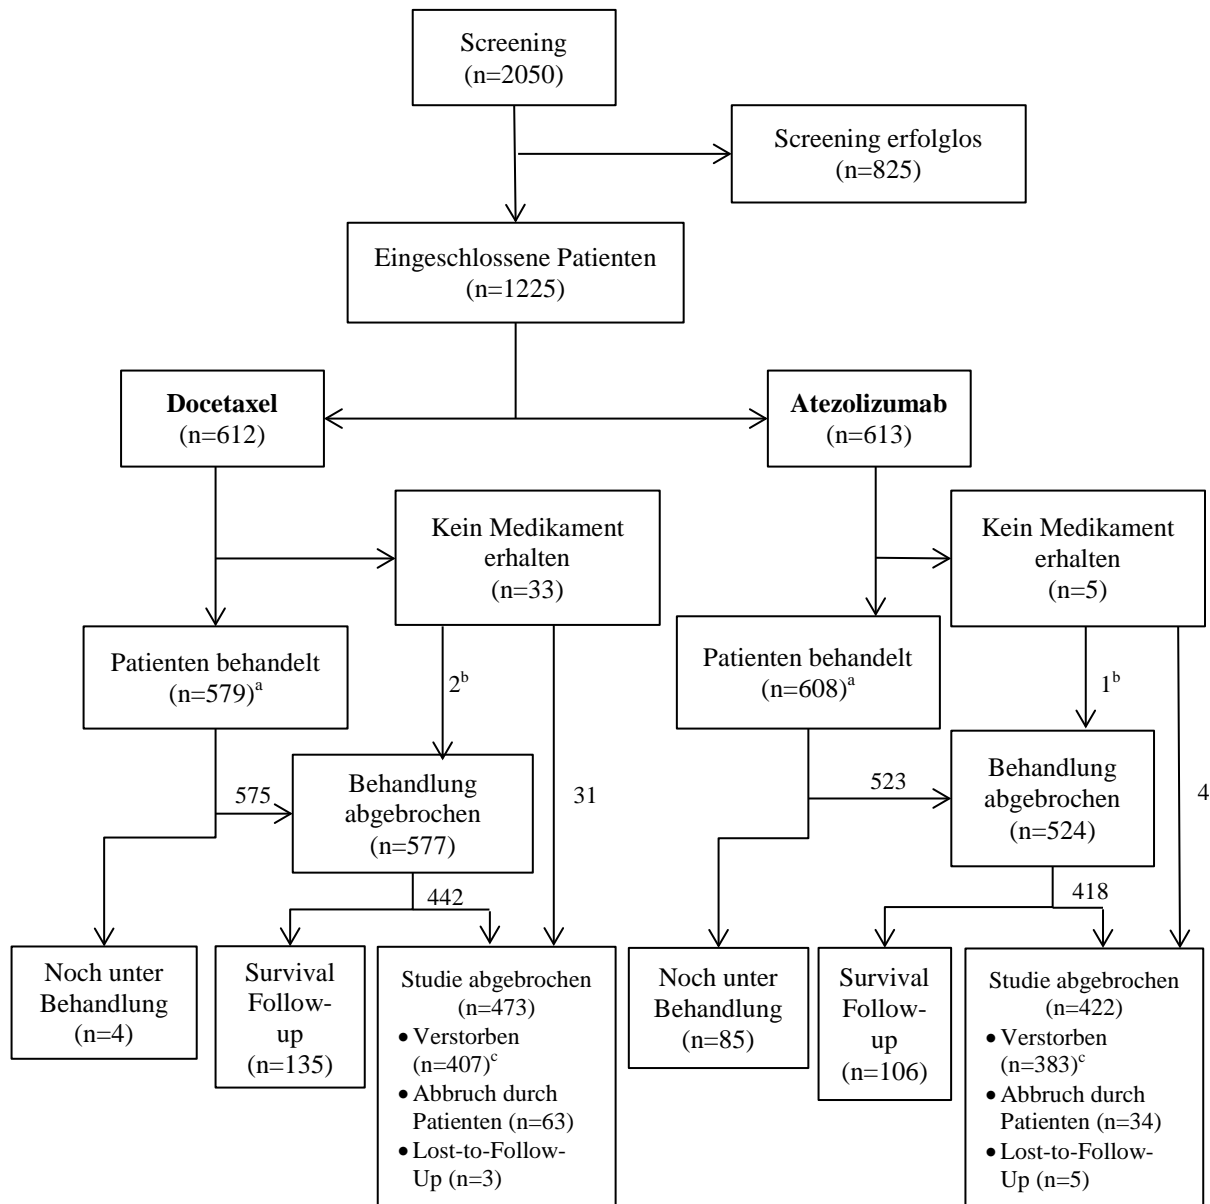 Screening
(n=2050)
Screening erfolglos
(n=825)
Eingeschlossene Patienten
(n=1225)
Docetaxel
(n=612)
Atezolizumab
(n=613)
Kein Medikament
erhalten
(n=33)
Kein Medikament
erhalten
(n=5)
Patienten behandelt
(n=579)a
2b
Patienten behandelt
(n=608)a
1b
575
Behandlung
abgebrochen
(n=577)
31
523
Behandlung
abgebrochen
(n=524)
4
442
418
Noch unter
Behandlung
(n=4)
Survival
Follow-
up
(n=135)
Studie abgebrochen
(n=473)
• Verstorben
(n=407)c
• Abbruch durch
Patienten (n=63)
• Lost-to-Follow-
Up (n=3)
Noch unter
Behandlung
(n=85)
Survival
Follow-
up
(n=106)
Studie abgebrochen
(n=422)
• Verstorben
(n=383)c
• Abbruch durch
Patienten (n=34)
• Lost-to-Follow-
Up (n=5)